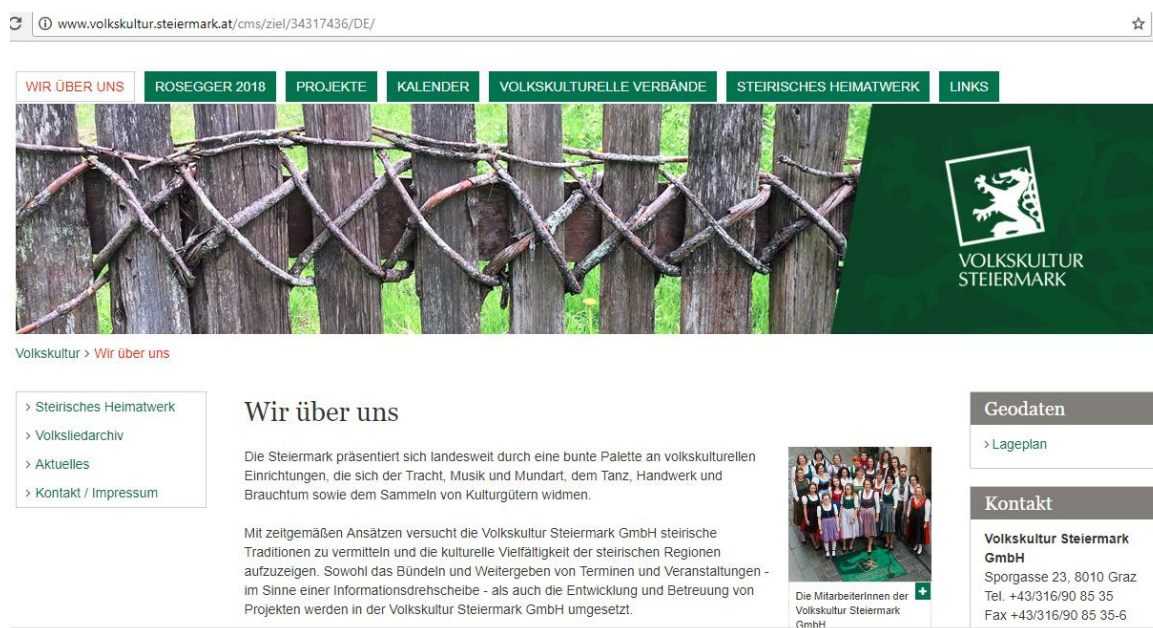 www.volkskultur.steiermark.at/cms/ziel/34317436/DE/
WIR ÜBER UNS
ROSEGGER 2018
PROJEKTE
KALENDER
VOLKSKULTURELLE VERBÄNDE
STEIRISCHES HEIMATWERK
LINKS
VOLKSKULTUR
STEIERMARK
Volkskultur > Wir über uns
> Steirisches Heimatwerk
> Volksliedarchiv
> Aktuelles
> Kontakt / Impressum
Wir über uns
Die Steiermark präsentiert sich landesweit durch eine bunte Palette an volkskulturellen
Einrichtungen, die sich der Tracht, Musik und Mundart, dem Tanz, Handwerk und
Brauchtum sowie dem Sammeln von Kulturgütern widmen.
Mit zeitgemäßen Ansätzen versucht die Volkskultur Steiermark GmbH steirische
Traditionen zu vermitteln und die kulturelle Vielfältigkeit der steirischen Regionen
aufzuzeigen. Sowohl das Bündeln und Weitergeben von Terminen und Veranstaltungen -
im Sinne einer Informationsdrehscheibe - als auch die Entwicklung und Betreuung von
Projekten werden in der Volkskultur Steiermark GmbH umgesetzt.
Die MitarbeiterInnen der
Volkskultur Steiermark
GmbH
Geodaten
> Lageplan
Kontakt
Volkskultur Steiermark
GmbH
Sporgasse 23, 8010 Graz
Tel. +43/316/90 85 35
Fax +43/316/90 85 35-6